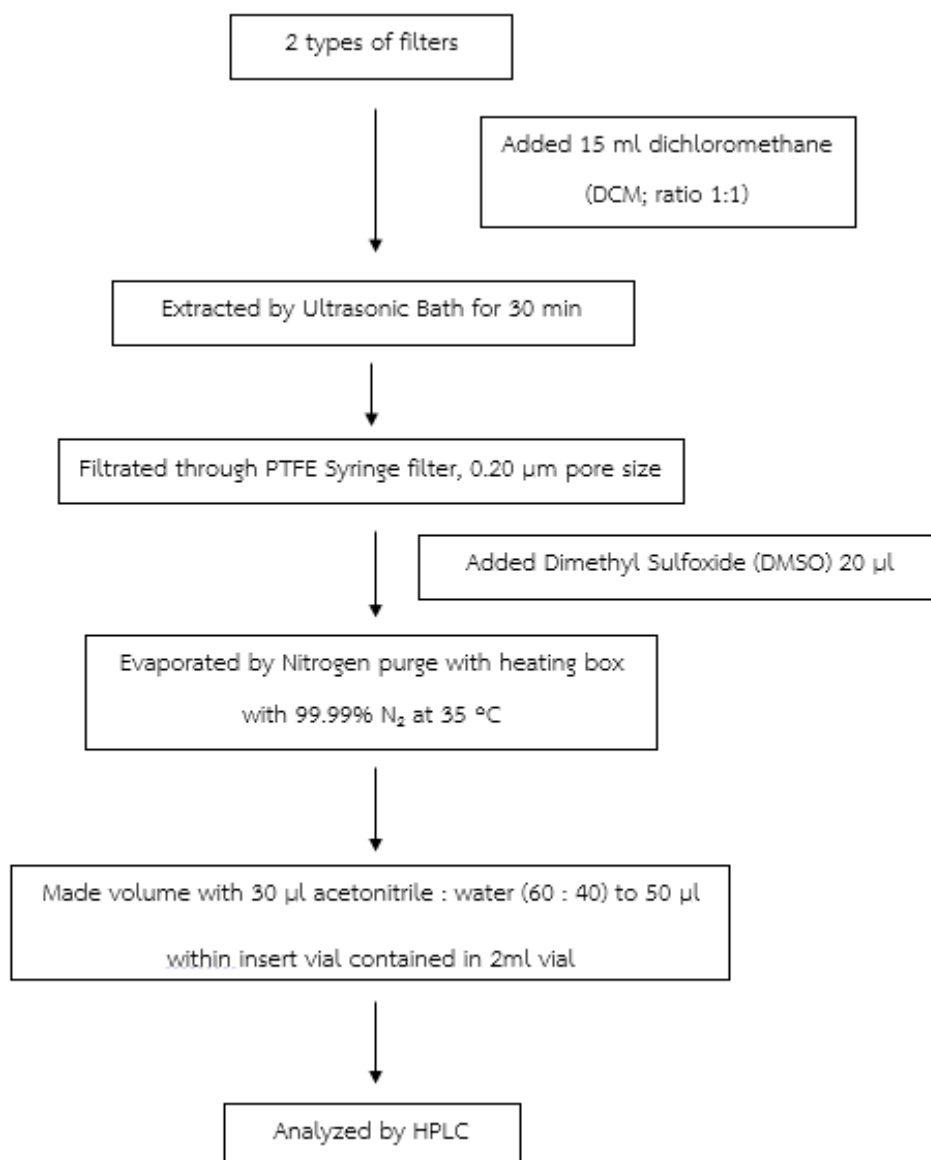 2 types of filters
Added 15 ml dichloromethane
(DCM; ratio 1:1)
Extracted by Ultrasonic Bath for 30 min
Filtrated through PTFE Syringe filter, 0.20 µm pore size
Added Dimethyl Sulfoxide (DMSO) 20 µl
Evaporated by Nitrogen purge with heating box
with 99.99% N₂ at 35 ºC
Made volume with 30 µl acetonitrile : water (60 : 40) to 50 µl
within insert vial contained in 2ml vial
Analyzed by HPLC